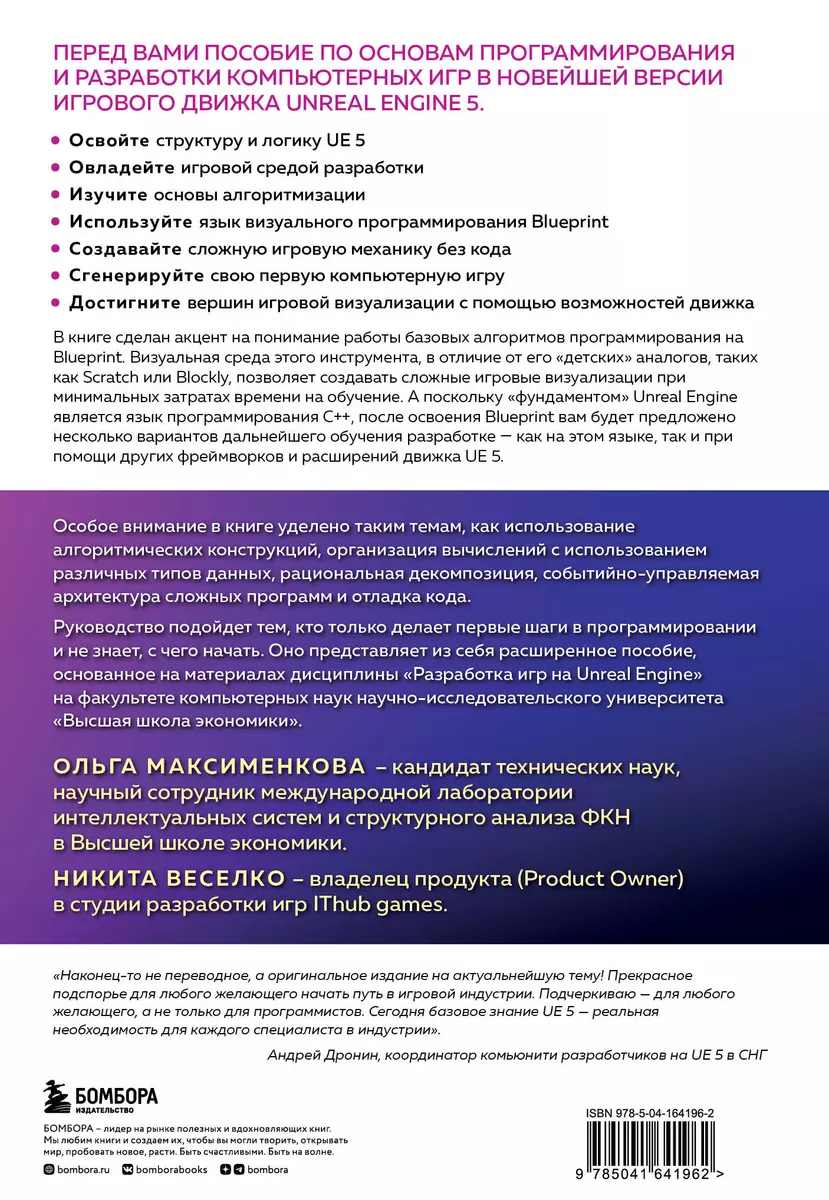 ПЕРЕД ВАМИ ПОСОБИЕ ПО ОСНОВАМ ПРОГРАММИРОВАНИЯ
И РАЗРАБОТКИ КОМПЬЮТЕРНЫХ ИГР В НОВЕЙШЕЙ ВЕРСИИ
ИГРОВОГО ДВИЖКА UNREAL ENGINE 5.
• Освойте структуру и логику UE 5
• Овладейте игровой средой разработки
• Изучите основы алгоритмизации
• Используйте язык визуального программирования Blueprint
• Создавайте сложную игровую механику без кода
• Сгенерируйте свою первую компьютерную игру
• Достигните вершин игровой визуализации с помощью возможностей движка
В книге сделан акцент на понимание работы базовых алгоритмов программирования на
Blueprint. Визуальная среда этого инструмента, в отличие от его «детских» аналогов, таких
как Scratch или Blockly, позволяет создавать сложные игровые визуализации при
минимальных затратах времени на обучение. А поскольку «фундаментом» Unreal Engine
является язык программирования C++, после освоения Blueprint вам будет предложено
несколько вариантов дальнейшего обучения разработке — как на этом языке, так и при
помощи других фреймворков и расширений движка UE 5.
Особое внимание в книге уделено таким темам, как использование
алгоритмических конструкций, организация вычислений с использованием
различных типов данных, рациональная декомпозиция, событийно-управляемая
архитектура сложных программ и отладка кода.
Руководство подойдет тем, кто только делает первые шаги в программировании
и не знает, с чего начать. Оно представляет из себя расширенное пособие,
основанное на материалах дисциплины «Разработка игр на Unreal Engine»
на факультете компьютерных наук научно-исследовательского университета
«Высшая школа экономики».
ОЛЬГА МАКСИМЕНКОВА – кандидат технических наук,
научный сотрудник международной лаборатории
интеллектуальных систем и структурного анализа ФКН
в Высшей школе экономики.
НИКИТА ВЕСЕЛКО – владелец продукта (Product Owner)
в студии разработки игр IThub games.
«Наконец-то не переводное, а оригинальное издание на актуальнейшую тему! Прекрасное
подспорье для любого желающего начать путь в игровой индустрии. Подчеркиваю — для любого
желающего, а не только для программистов. Сегодня базовое знание UE 5 — реальная
необходимость для каждого специалиста в индустрии».
Андрей Дронин, координатор комьюнити разработчиков на UE 5 в СНГ
БОМБОРА
ИЗДАТЕЛЬСТВО
БОМБОРА – лидер на рынке полезных и вдохновляющих книг.
Мы любим книги и создаем их, чтобы вы могли творить, открывать
мир, пробовать новое, расти. Быть счастливыми. Быть на волне.
bombora.ru bomborabooks bombora
ISBN 978-5-04-164196-2
9 785041 641962 >